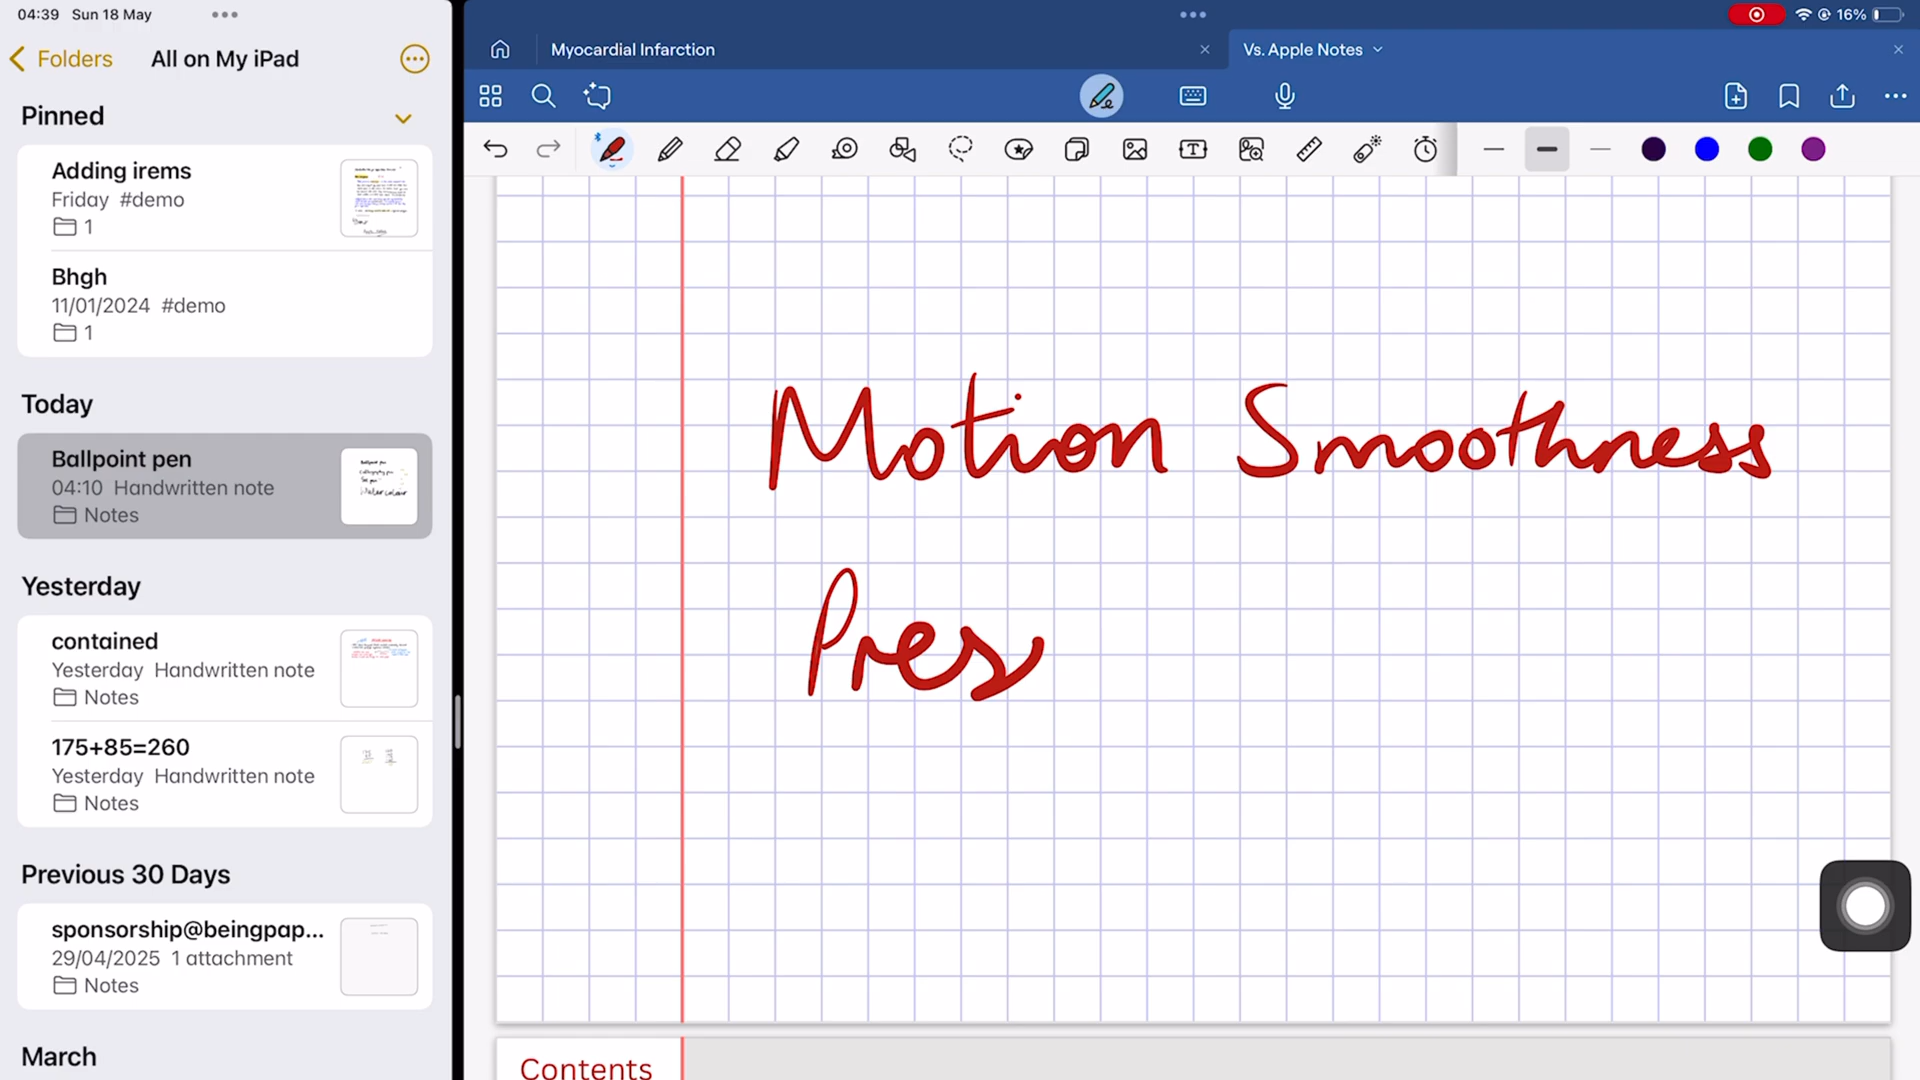 04:39 Sun 18 May
16%
Folders
All on My iPad
Myocardial Infarction
Vs. Apple Notes
Pinned
Adding irems
Friday #demo
1
Bhgh
11/01/2024 #demo
1
Today
Ballpoint pen
04:10 Handwritten note
Notes
Yesterday
contained
Yesterday Handwritten note
Notes
175+85=260
Yesterday Handwritten note
Notes
Previous 30 Days
sponsorship@beingpap...
29/04/2025 1 attachment
Notes
March
Motion Smoothness
Pres
Contents